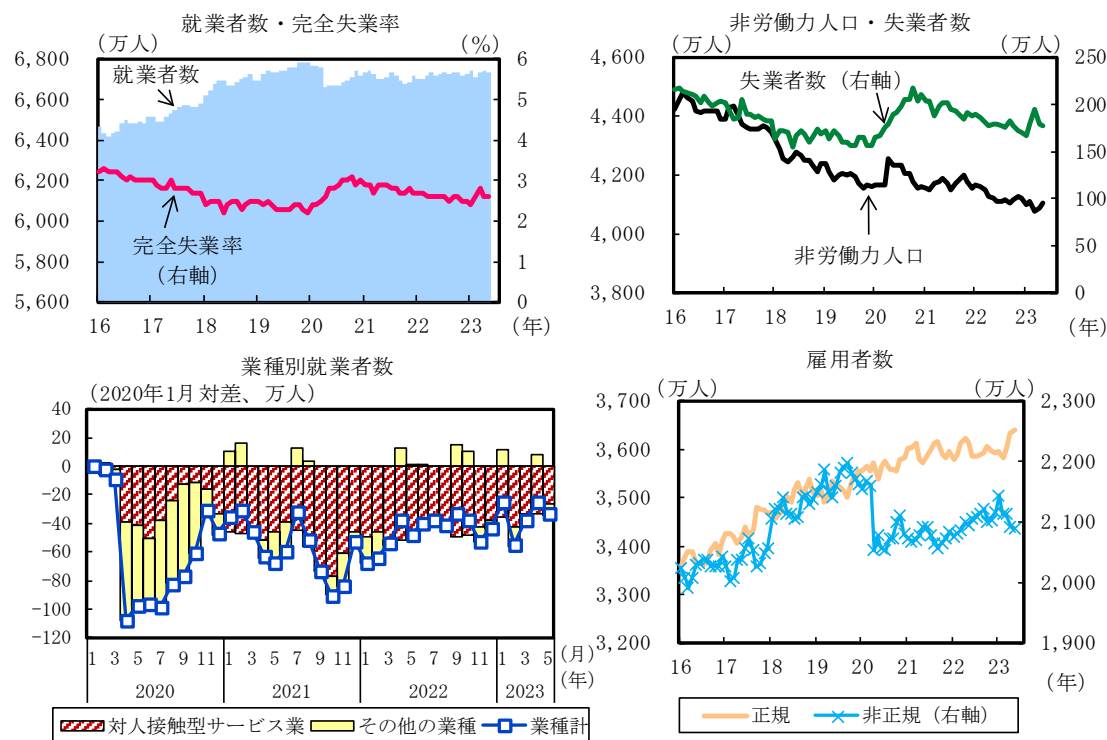 就業者数・完全失業率
(万人)
(%)
6,800
6,600
6,400
6,200
6,000
5,800
5,600
6
5
4
3
2
1
0
就業者数
完全失業率
(右軸)
16 17 18 19 20 21 22 23
(年)
非労働力人口・失業者数
(万人)
(万人)
4,600
4,400
4,200
4,000
3,800
250
200
150
100
50
0
失業者数(右軸)
非労働力人口
16 17 18 19 20 21 22 23
(年)
業種別就業者数
(2020年1月対差、万人)
40
20
0
-20
-40
-60
-80
-100
-120
1 3 5 7 9 11 1 3 5 7 9 11 1 3 5 7 9 11 1 3 5
(月)
2020 2021 2022 2023
(年)
対人接触型サービス業 その他の業種 業種計
雇用者数
(万人)
(万人)
3,700
3,600
3,500
3,400
3,300
3,200
2,300
2,200
2,100
2,000
1,900
16 17 18 19 20 21 22 23
(年)
正規 非正規(右軸)